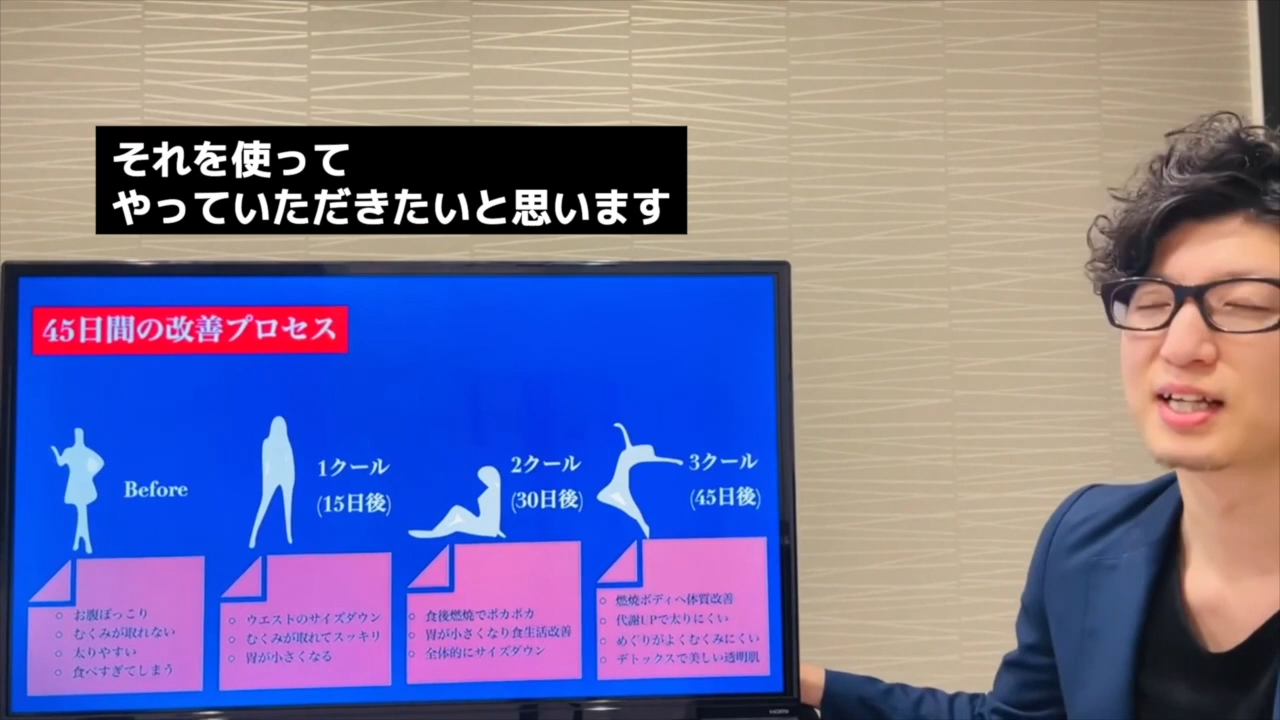 それを使って
やっていただきたいと思います
45日間の改善プロセス
Before
1クール
(15日後)
2クール
(30日後)
3クール
(45日後)
○ お腹ぽっこり
○ むくみが取れない
○ 太りやすい
○ 食べすぎてしまう
○ ウエストのサイズダウン
○ むくみが取れてスッキリ
○ 胃が小さくなる
○ 食後燃焼でポカポカ
○ 胃が小さくなり食生活改善
○ 全体的にサイズダウン
○ 燃焼ボディへ体質改善
○ 代謝UPで太りにくい
○ めぐりがよくむくみにくい
○ デトックスで美しい透明肌
HDMI